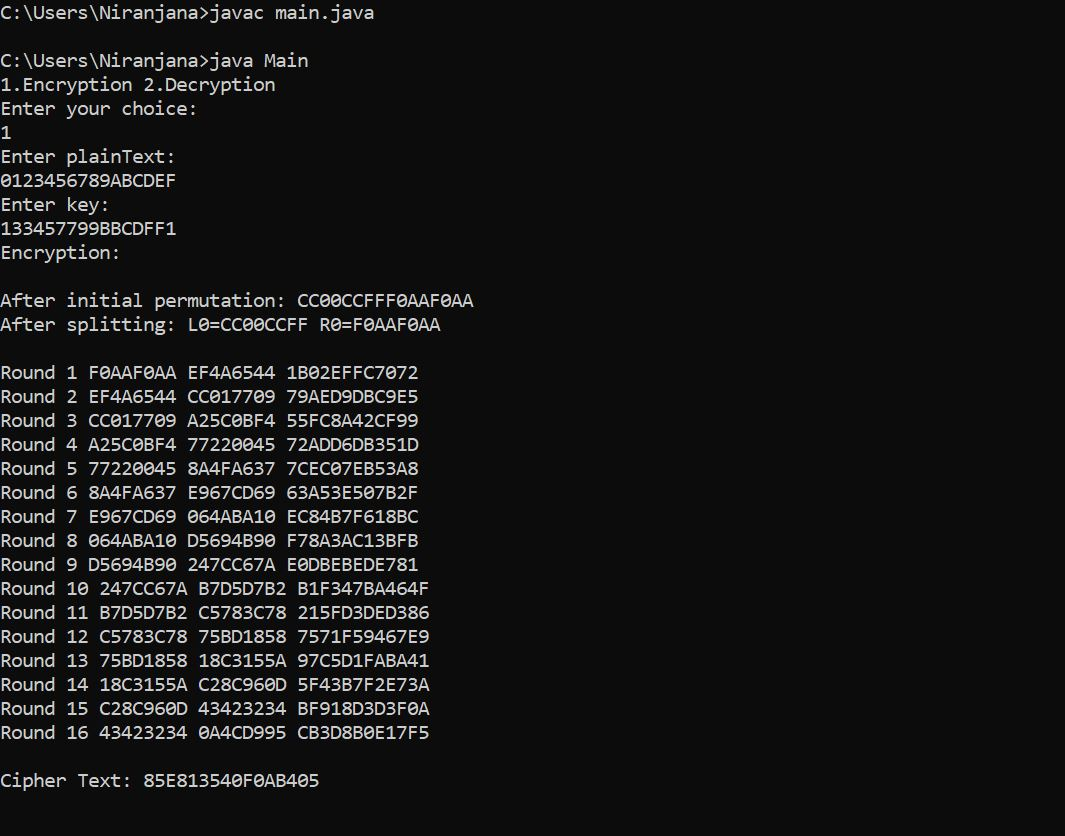 C:\Users\Niranjana>javac main.java
C:\Users\Niranjana>java Main
1.Encryption 2.Decryption
Enter your choice:
1
Enter plainText:
0123456789ABCDEF
Enter key:
133457799BBCDFF1
Encryption:
After initial permutation: CC00CCFFF0AAF0AA
After splitting: L0=CC00CCFF R0=F0AAF0AA
Round 1 F0AAF0AA EF4A6544 1B02EFFC7072
Round 2 EF4A6544 CC017709 79AED9DBC9E5
Round 3 CC017709 A25C0BF4 55FC8A42CF99
Round 4 A25C0BF4 77220045 72ADD6DB351D
Round 5 77220045 8A4FA637 7CEC07EB53A8
Round 6 8A4FA637 E967CD69 63A53E507B2F
Round 7 E967CD69 064ABA10 EC84B7F618BC
Round 8 064ABA10 D5694B90 F78A3AC13BFB
Round 9 D5694B90 247CC67A E0DBEBEDE781
Round 10 247CC67A B7D5D7B2 B1F347BA464F
Round 11 B7D5D7B2 C5783C78 215FD3DED386
Round 12 C5783C78 75BD1858 7571F59467E9
Round 13 75BD1858 18C3155A 97C5D1FABA41
Round 14 18C3155A C28C960D 5F43B7F2E73A
Round 15 C28C960D 43423234 BF918D3D3F0A
Round 16 43423234 0A4CD995 CB3D8B0E17F5
Cipher Text: 85E813540F0AB405